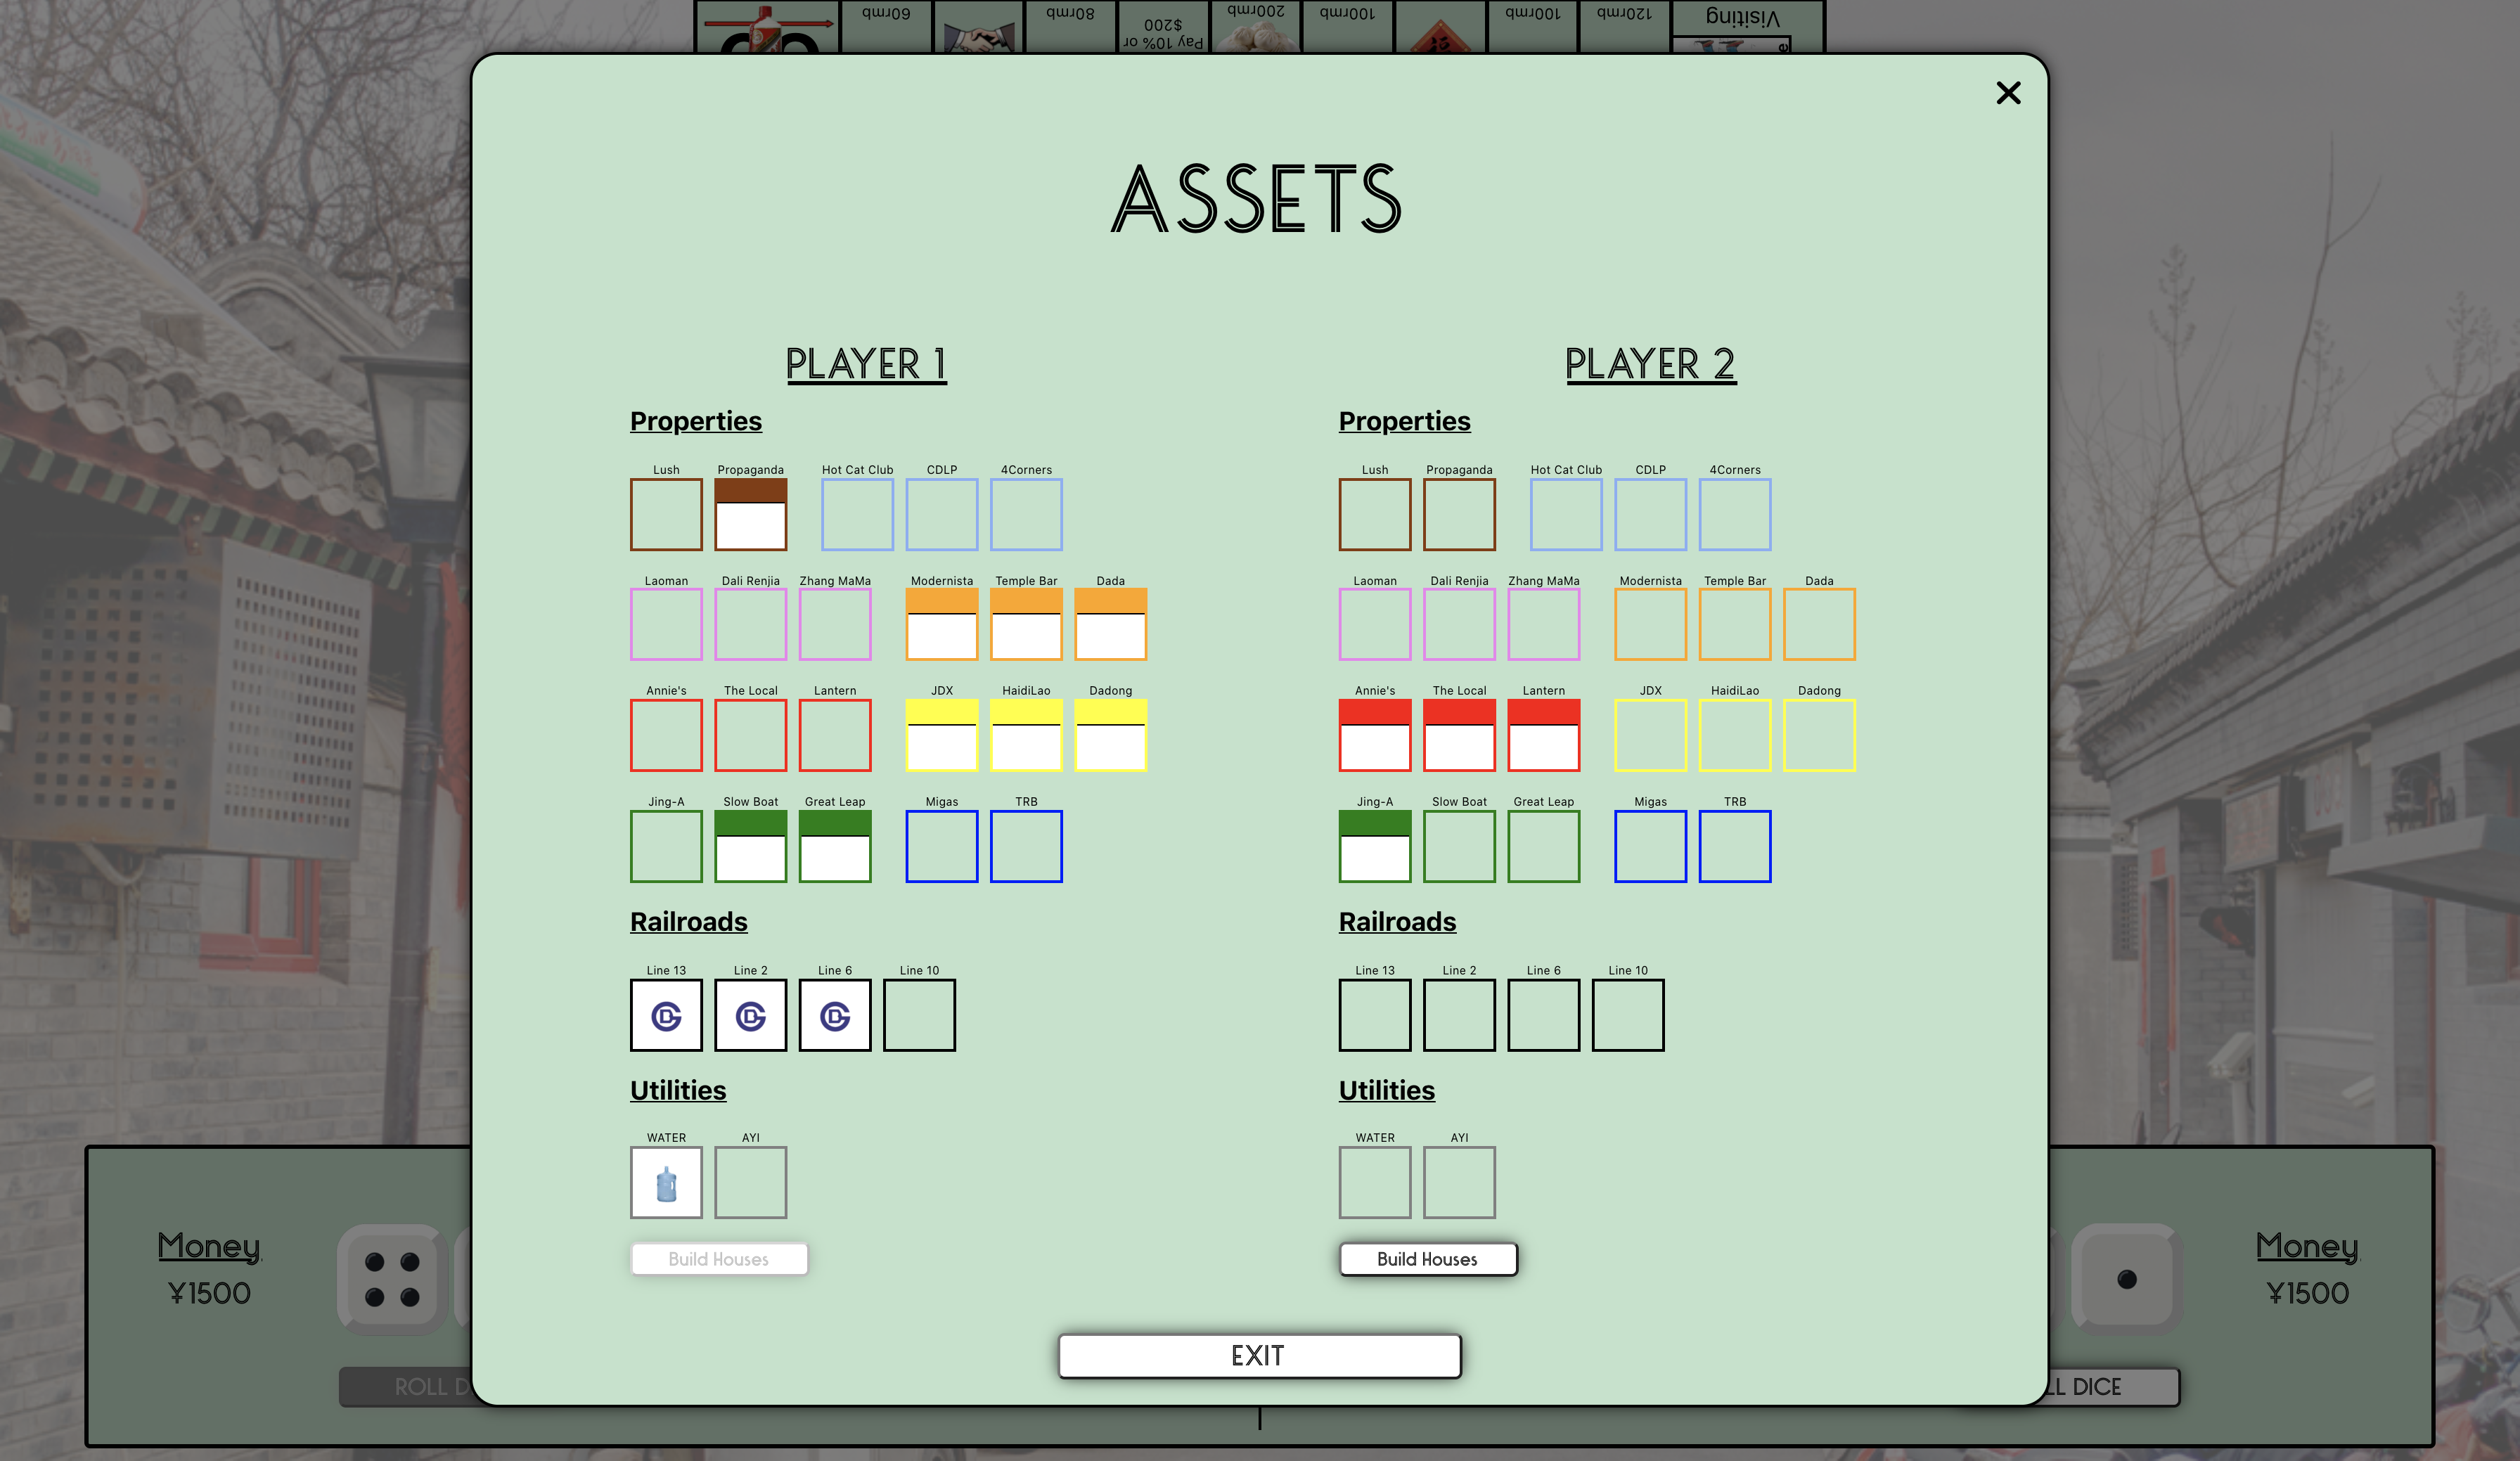 60rmb
80rmb
Pay 10% or
$200
200rmb
100rmb
100rmb
120rmb
Visiting
ASSETS
PLAYER 1
Properties
Lush Propaganda Hot Cat Club CDLP 4Corners
Laoman Dali Renjia Zhang MaMa Modernista Temple Bar Dada
Annie's The Local Lantern JDX HaidiLao Dadong
Jing-A Slow Boat Great Leap Migas TRB
Railroads
Line 13 Line 2 Line 6 Line 10
Utilities
WATER AYI
Build Houses
PLAYER 2
Properties
Lush Propaganda Hot Cat Club CDLP 4Corners
Laoman Dali Renjia Zhang MaMa Modernista Temple Bar Dada
Annie's The Local Lantern JDX HaidiLao Dadong
Jing-A Slow Boat Great Leap Migas TRB
Railroads
Line 13 Line 2 Line 6 Line 10
Utilities
WATER AYI
Build Houses
EXIT
Money
¥1500
ROLL D
Money
¥1500
LL DICE